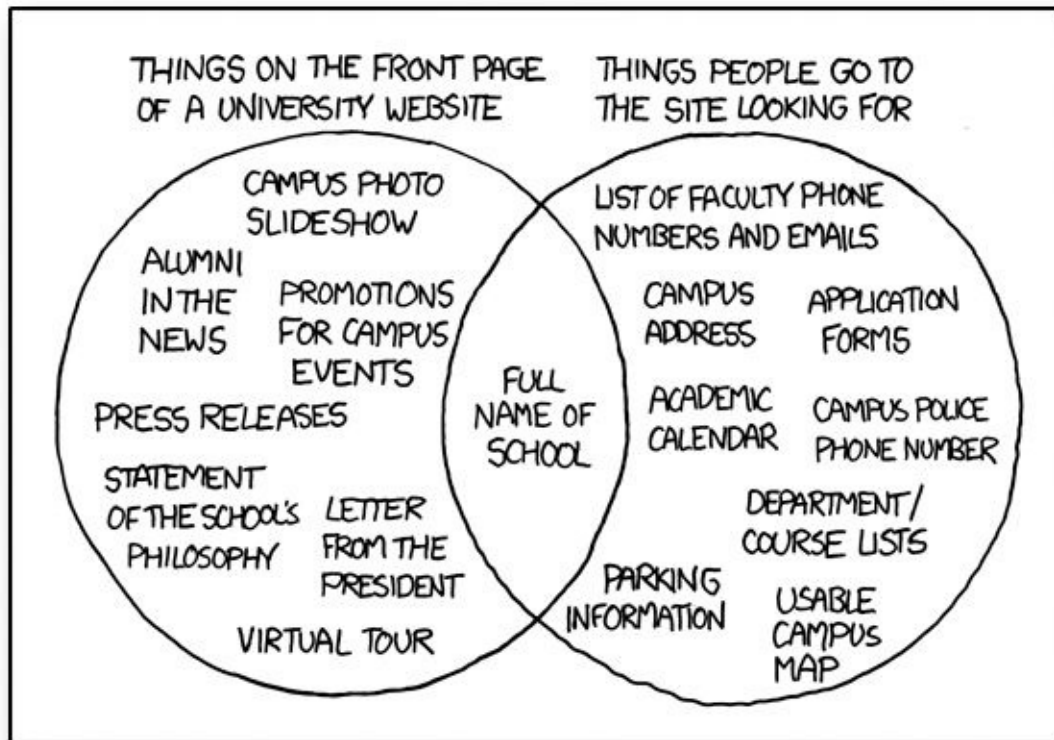 THINGS ON THE FRONT PAGE
OF A UNIVERSITY WEBSITE
THINGS PEOPLE GO TO
THE SITE LOOKING FOR
CAMPUS PHOTO
SLIDESHOW
ALUMNI
IN THE
NEWS
PROMOTIONS
FOR CAMPUS
EVENTS
PRESS RELEASES
STATEMENT
OF THE SCHOOL'S
PHILOSOPHY
LETTER
FROM THE
PRESIDENT
VIRTUAL TOUR
FULL
NAME OF
SCHOOL
LIST OF FACULTY PHONE
NUMBERS AND EMAILS
CAMPUS
ADDRESS
APPLICATION
FORMS
ACADEMIC
CALENDAR
CAMPUS POLICE
PHONE NUMBER
DEPARTMENT/
COURSE LISTS
PARKING
INFORMATION
USABLE
CAMPUS
MAP